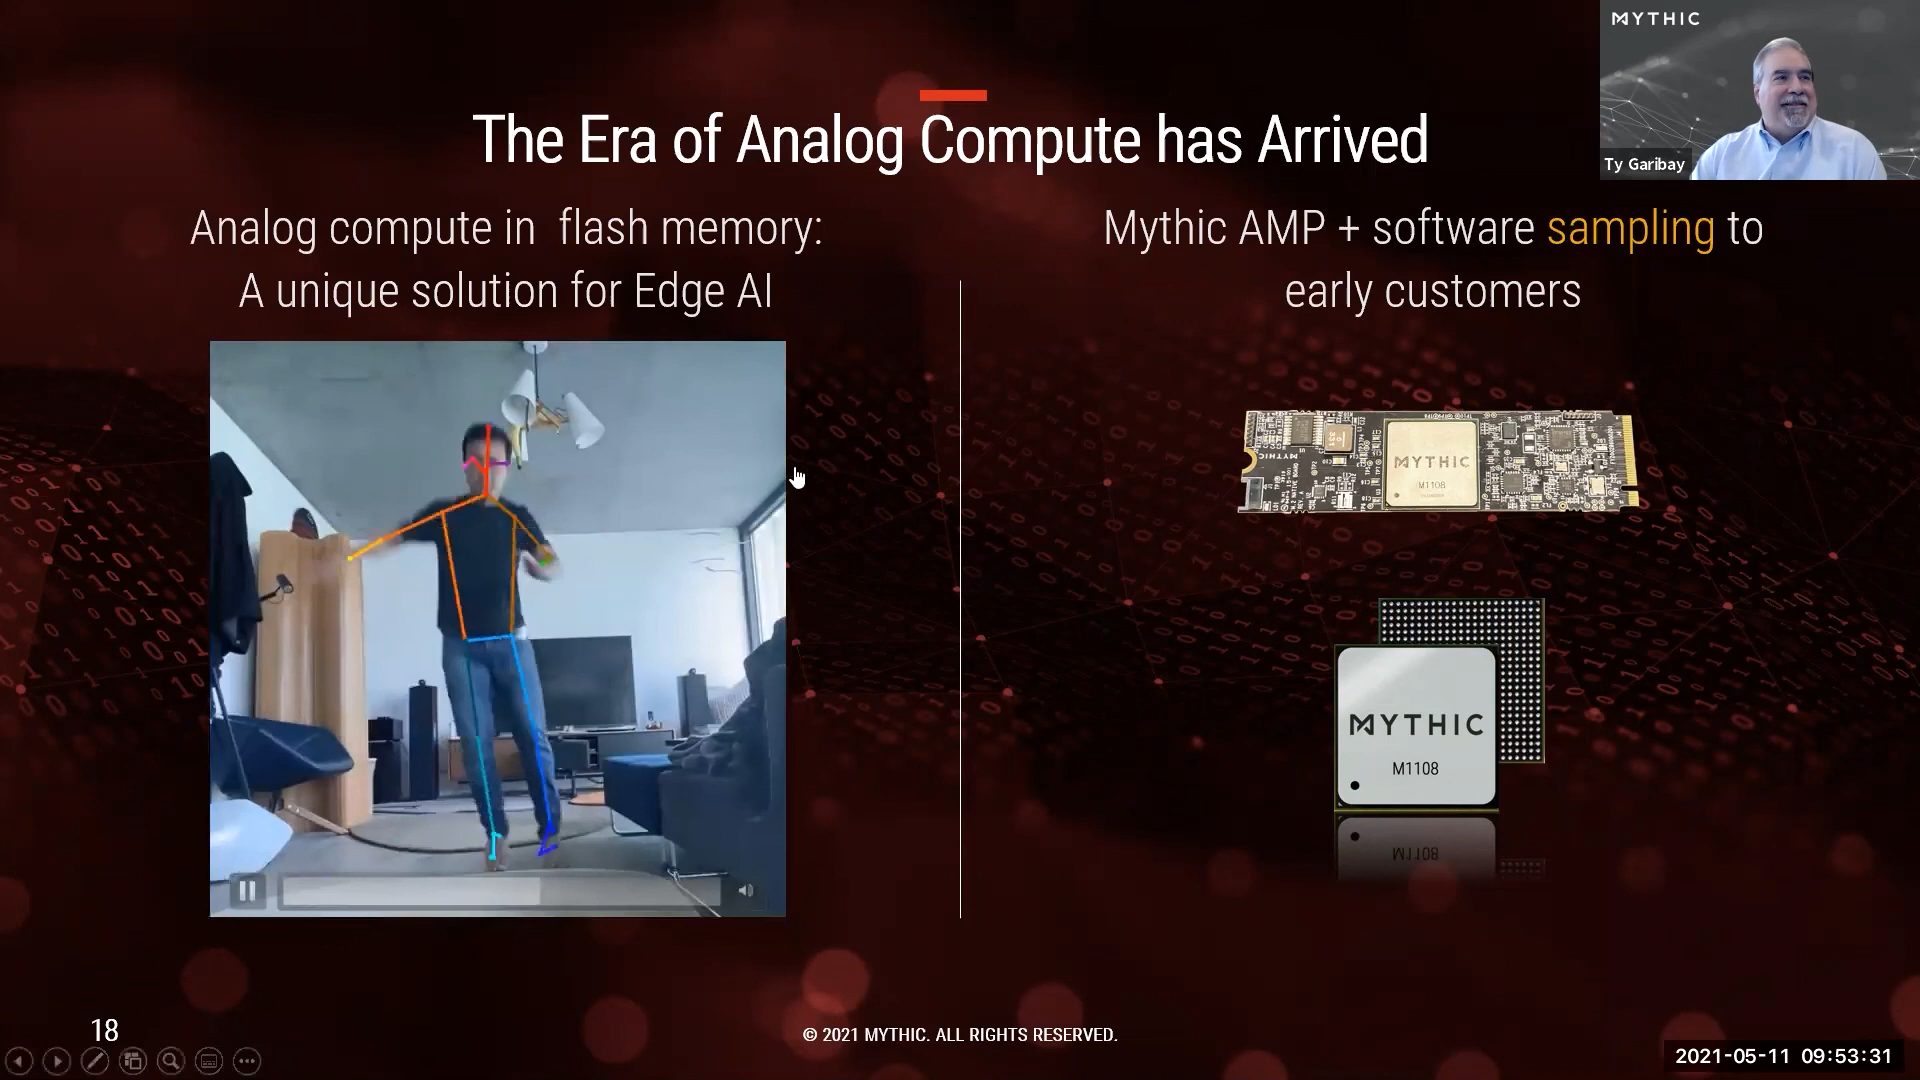 MYTHIC
Ty Garibay
The Era of Analog Compute has Arrived
Analog compute in  flash memory:
A unique solution for Edge AI
Mythic AMP + software sampling to
early customers
MYTHIC
MYTHIC
M1108
MYTHIC
M1108
M1108
18
© 2021 MYTHIC. ALL RIGHTS RESERVED.
2021-05-11 09:53:31